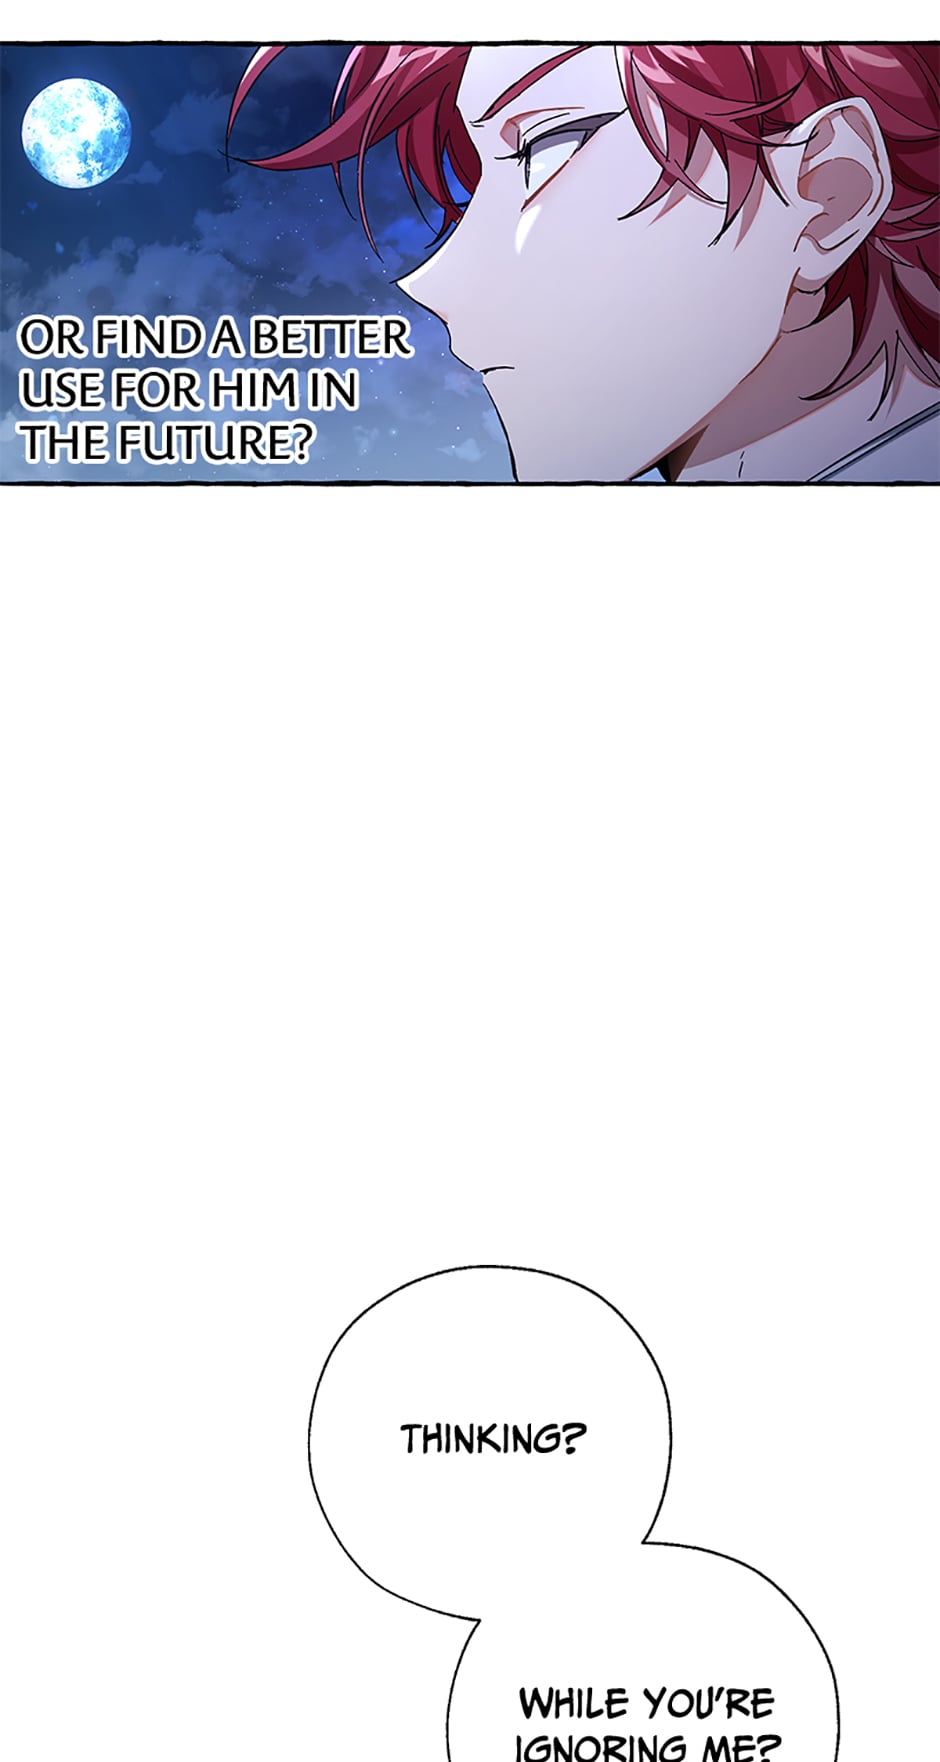 OR FIND A BETTER
USE FOR HIM IN
THE FUTURE?
THINKING?
WHILE YOU'RE
IGNORING ME?